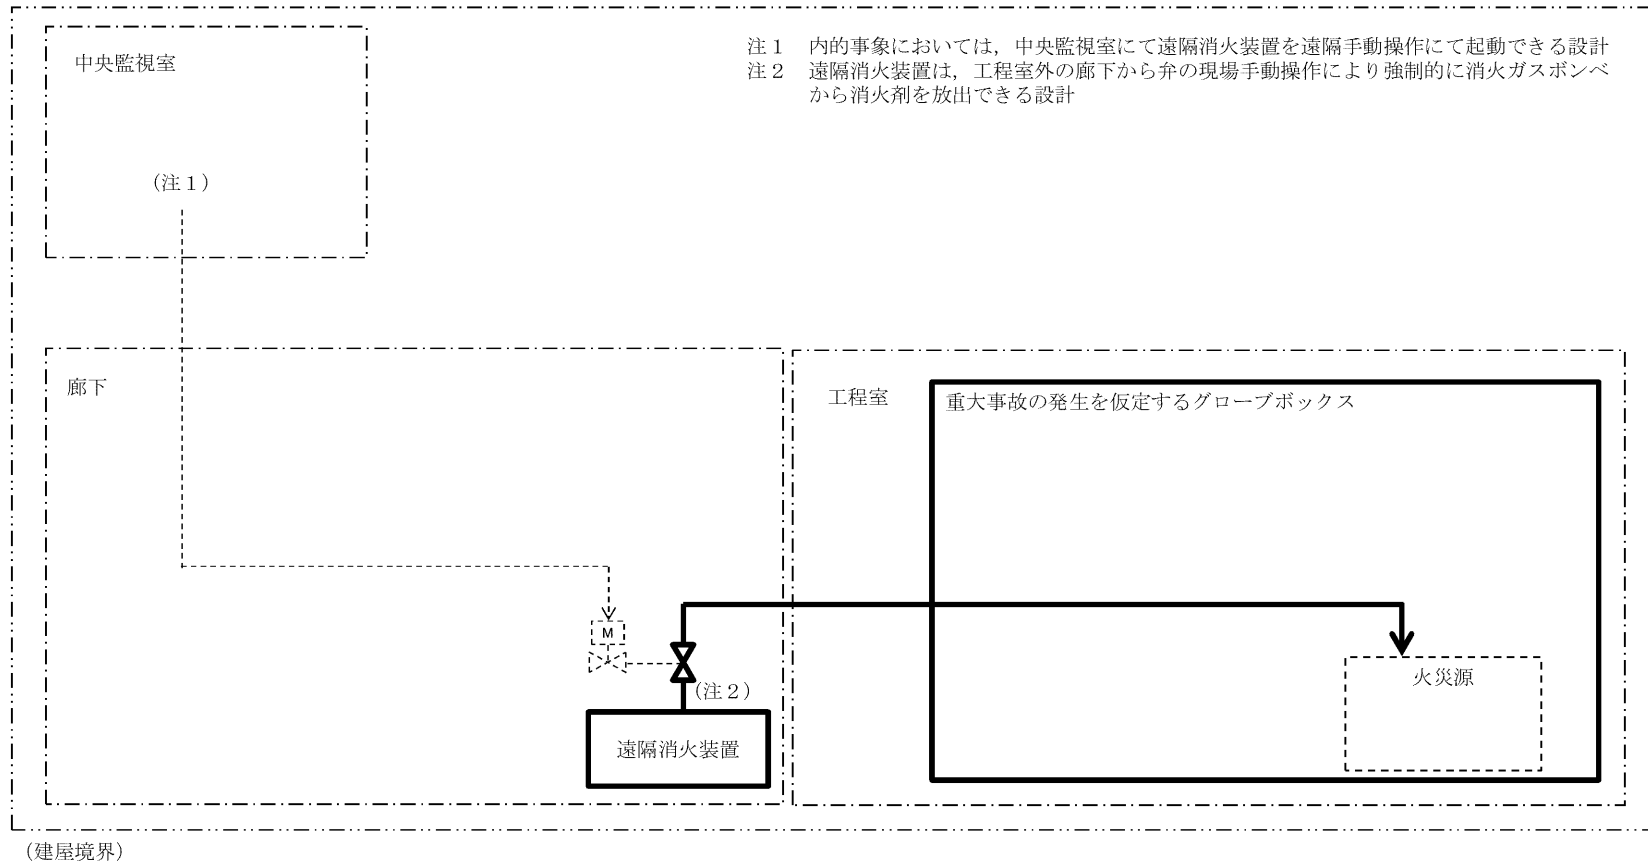 中央監視室
注１　内的事象においては，中央監視室にて遠隔消火装置を遠隔手動操作にて起動できる設計
注２　遠隔消火装置は，工程室外の廊下から弁の現場手動操作により強制的に消火ガスボンベ
から消火剤を放出できる設計
（注１）
廊下
工程室
重大事故の発生を仮定するグローブボックス
M
（注２）
火災源
遠隔消火装置
（建屋境界）